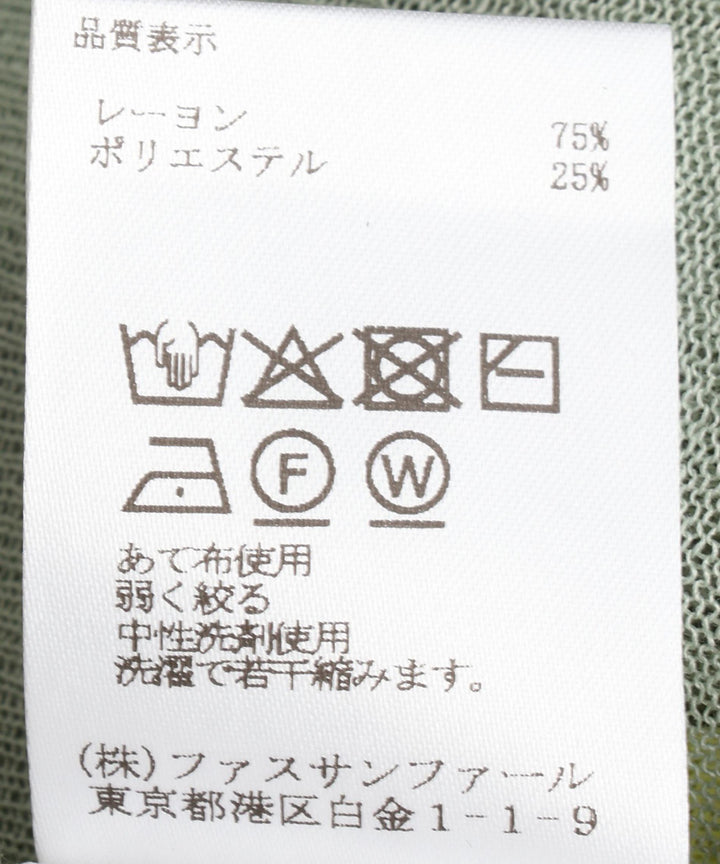 品質表示
レーヨン 75%
ポリエステル 25%
F W
あて布使用
弱く絞る
中性洗剤使用
洗濯で若干縮みます。
(株)ファスサンファール
東京都港区白金1-1-9